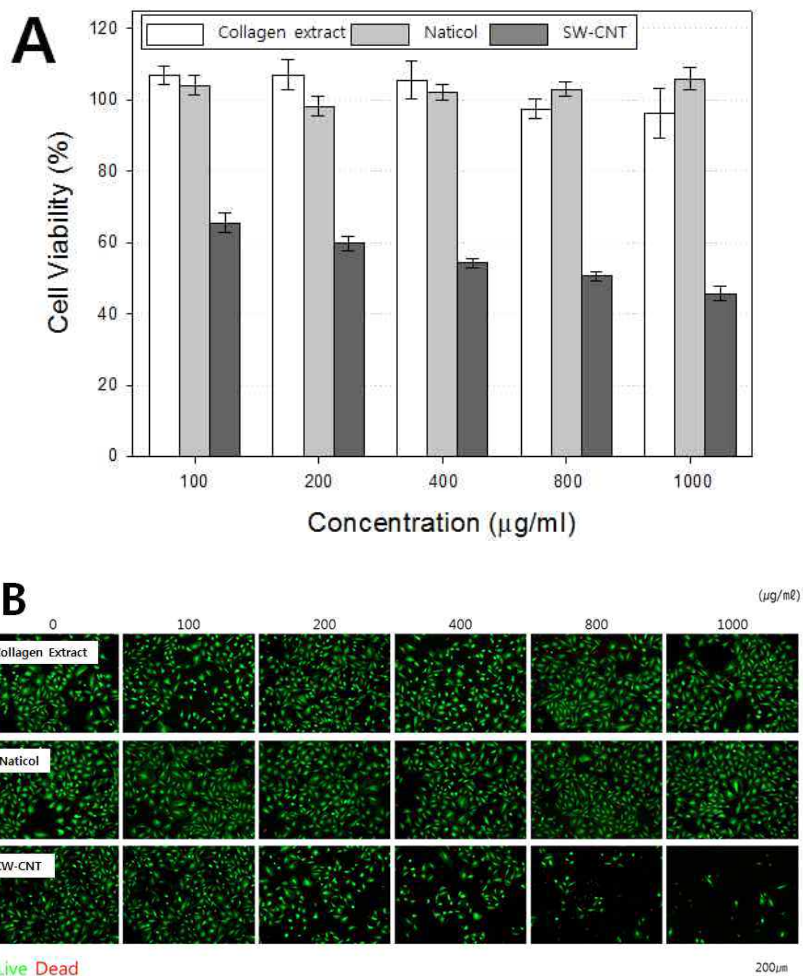 A
Collagen extract Naticol SW-CNT
120
100
80
60
40
20
0
Cell Viability (%)
100 200 400 800 1000
Concentration (μg/ml)
B
(μg/㎖)
0 100 200 400 800 1000
ollagen Extract
Naticol
W-CNT
Live Dead
200㎛